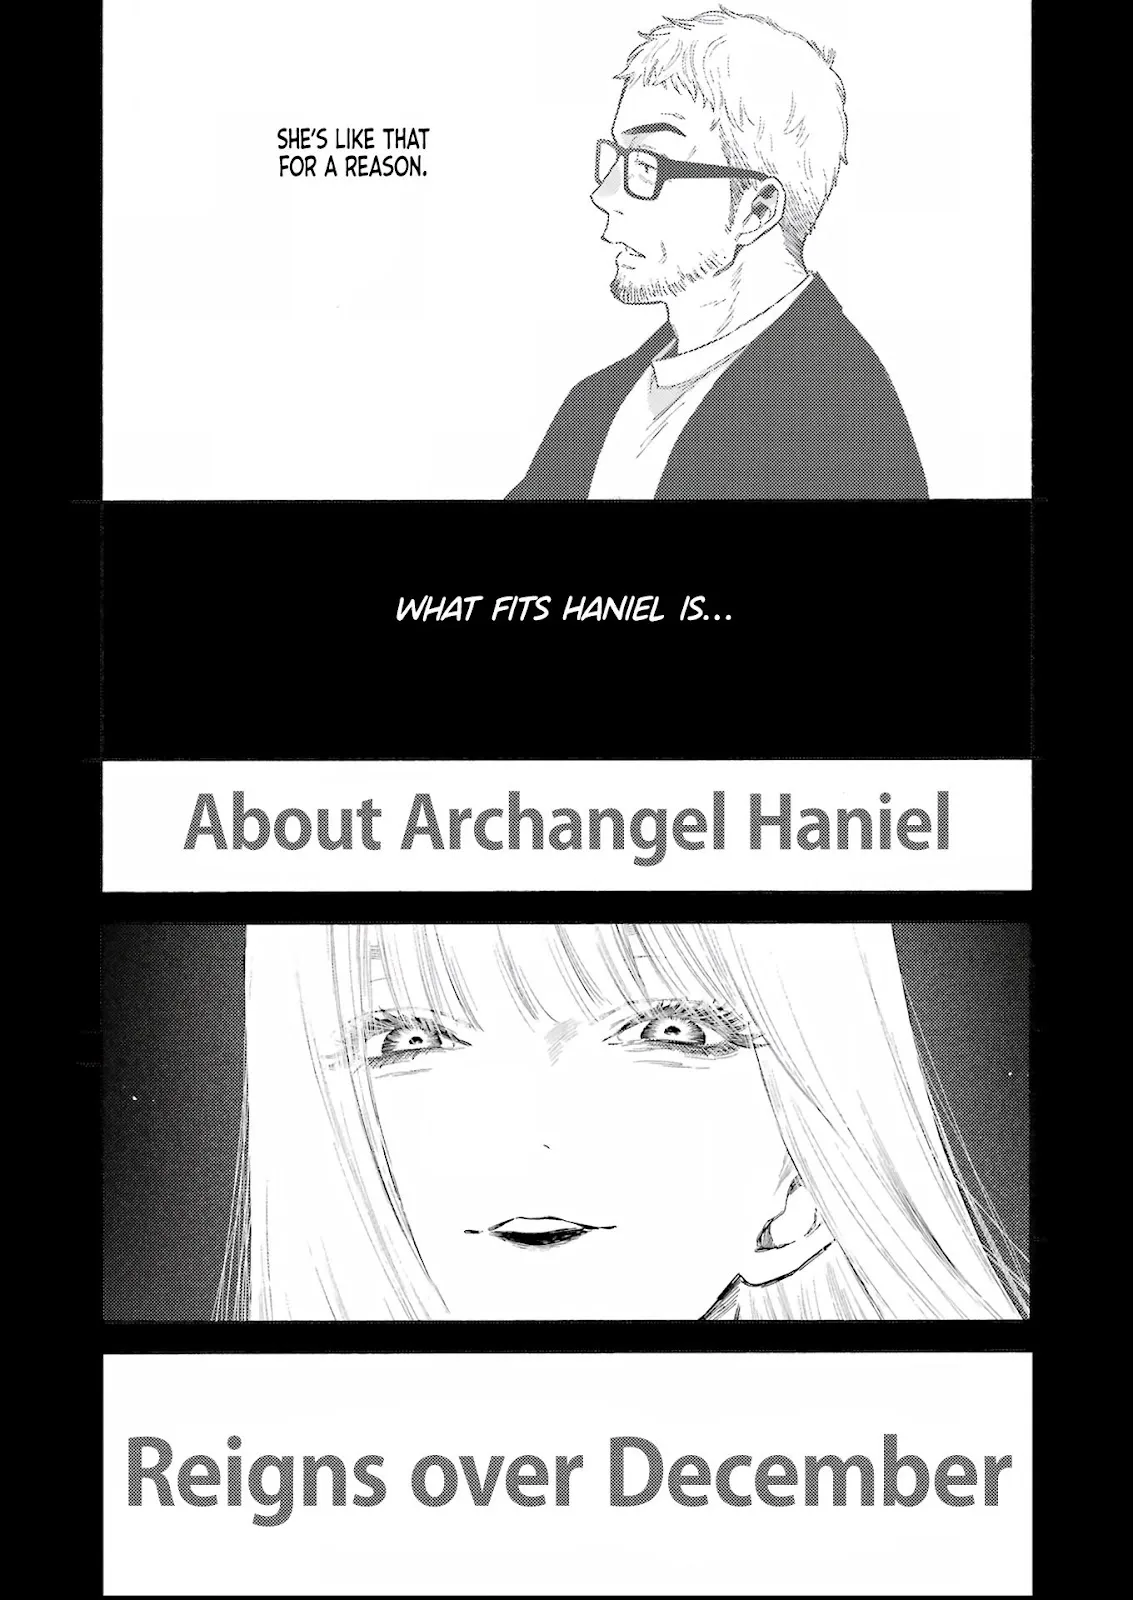 SHE'S LIKE THAT
FOR A REASON.
WHAT FITS HANIEL IS...
About Archangel Haniel
Reigns over December